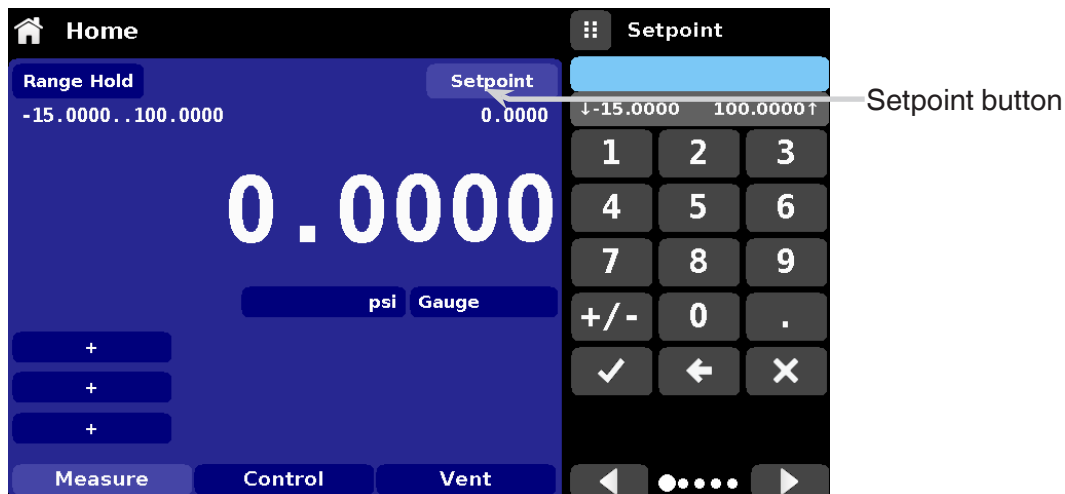 Home
Range Hold
Setpoint
-15.0000..100.0000
0.0000
0.0000
psi
Gauge
+
+
+
Measure
Control
Vent
Setpoint
↓-15.0000 100.0000↑
1 2 3
4 5 6
7 8 9
+/- 0 .
Setpoint button